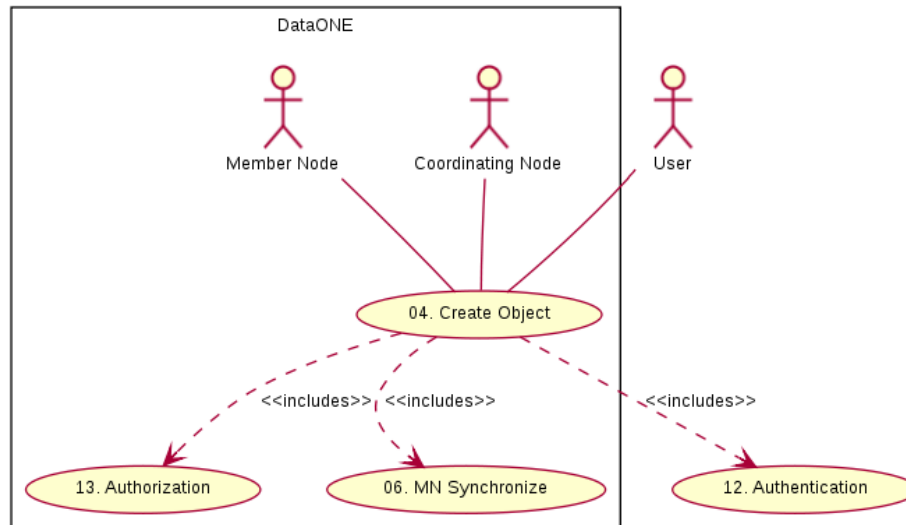 DataONE
Member Node
Coordinating Node
User
04. Create Object
<<includes>>
<<includes>>
<<includes>>
13. Authorization
06. MN Synchronize
12. Authentication